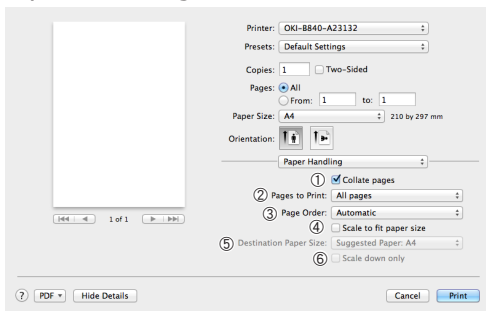 Printer: OKI-B840-A23132
Presets: Default Settings
Copies: 1 Two-Sided
Pages: All
From: 1 to: 1
Paper Size: A4 210 by 297 mm
Orientation:
Paper Handling
① Collate pages
② Pages to Print: All pages
③ Page Order: Automatic
④ Scale to fit paper size
⑤ Destination Paper Size: Suggested Paper: A4
⑥ Scale down only
1 of 1
? PDF Hide Details Cancel Print